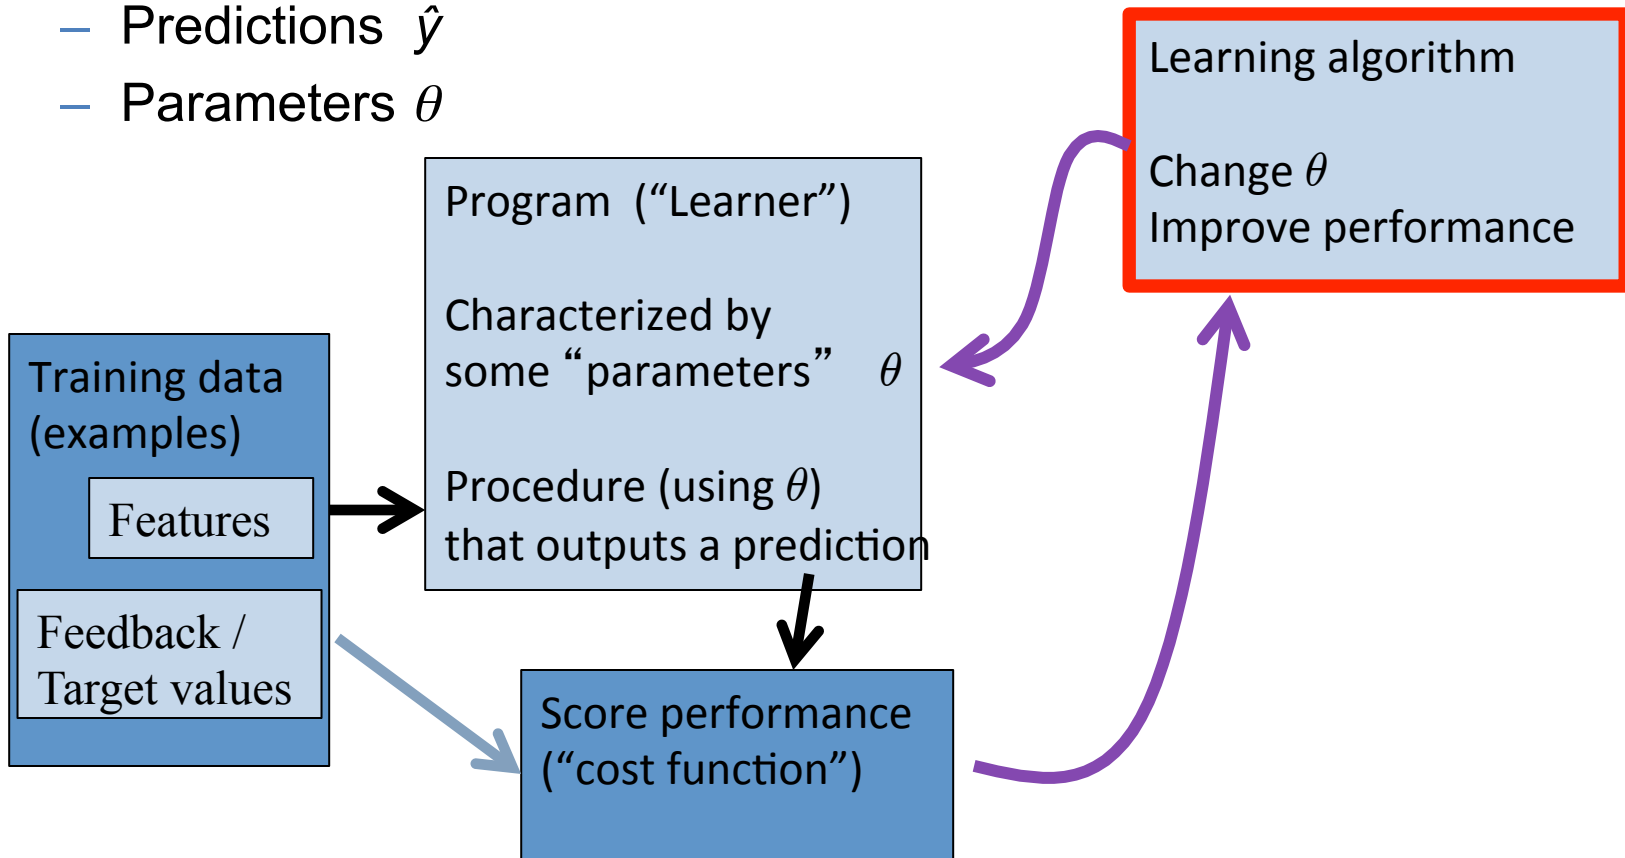 – Predictions ŷ
– Parameters θ
Learning algorithm
Change θ
Improve performance
Program (“Learner”)
Characterized by
some “parameters” θ
Procedure (using θ)
that outputs a prediction
Training data
(examples)
Features
Feedback /
Target values
Score performance
(“cost function”)